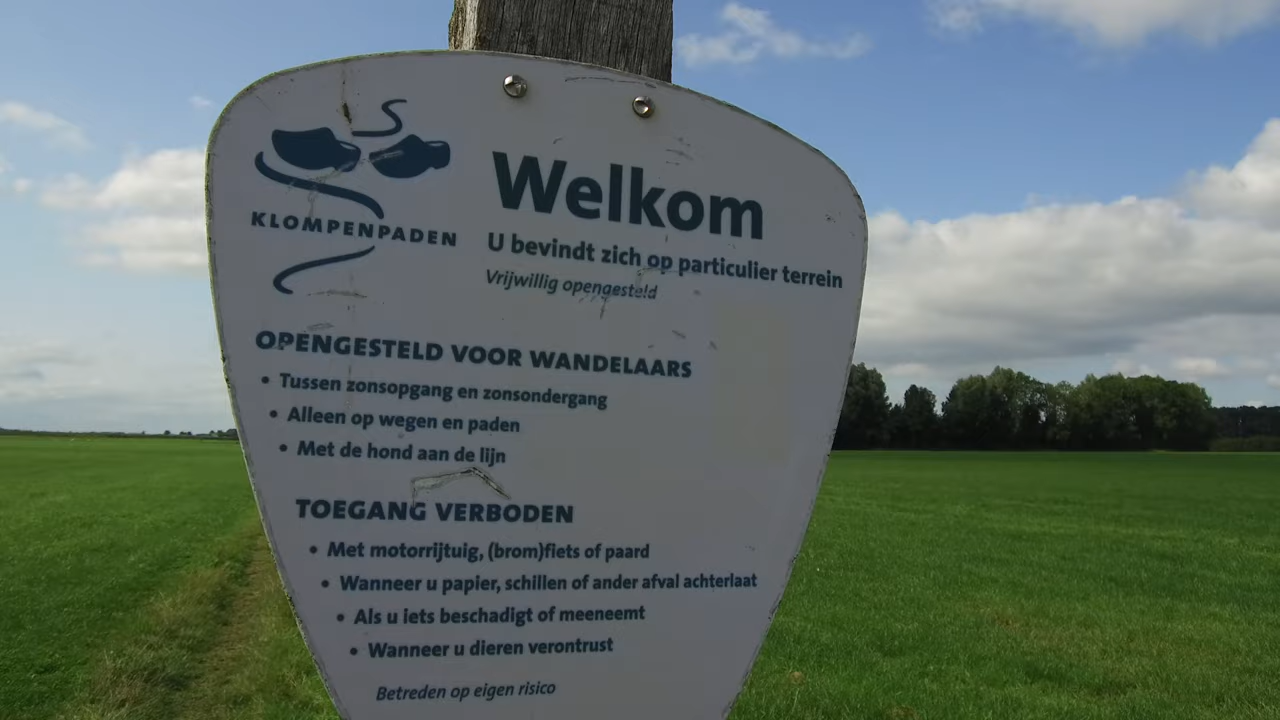 KLOMPENPADEN
Welkom
U bevindt zich op particulier terrein
Vrijwillig opengesteld
OPENGESTELD VOOR WANDELAARS
• Tussen zonsopgang en zonsondergang
• Alleen op wegen en paden
• Met de hond aan de lijn
TOEGANG VERBODEN
• Met motorrijtuig, (brom)fiets of paard
• Wanneer u papier, schillen of ander afval achterlaat
• Als u iets beschadigt of meeneemt
• Wanneer u dieren verontrust
Betreden op eigen risico